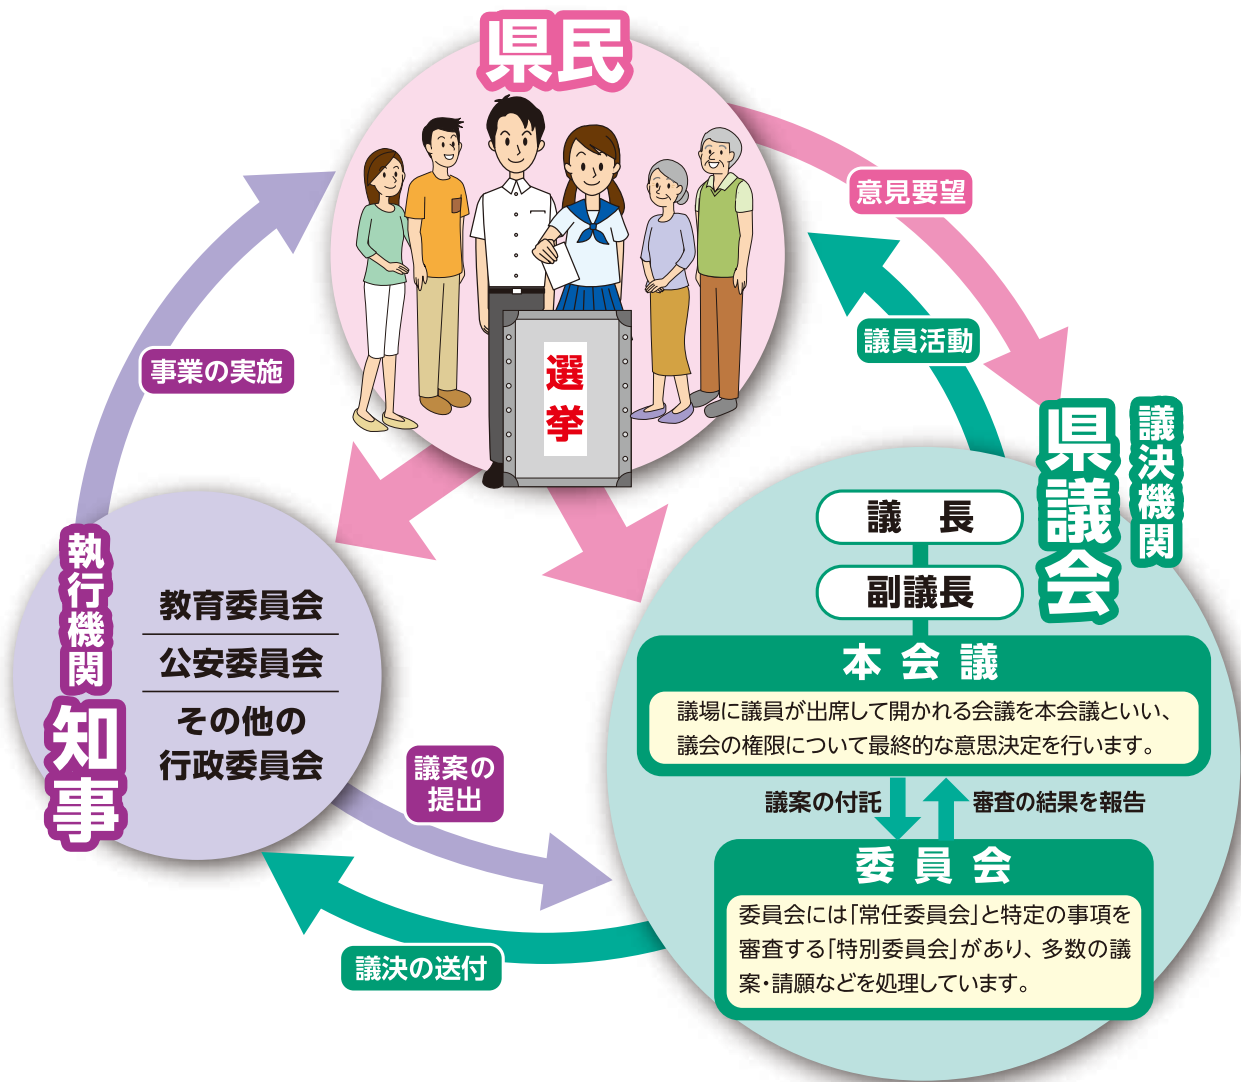 県民
選挙
意見要望
議員活動
事業の実施
執行機関
知事
教育委員会
公安委員会
その他の
行政委員会
議案の
提出
議決の送付
議決機関
県議会
議 長
副議長
本会議
議場に議員が出席して開かれる会議を本会議といい、
議会の権限について最終的な意思決定を行います。
議案の付託
審査の結果を報告
委員会
委員会には「常任委員会」と特定の事項を
審査する「特別委員会」があり、多数の議
案・請願などを処理しています。